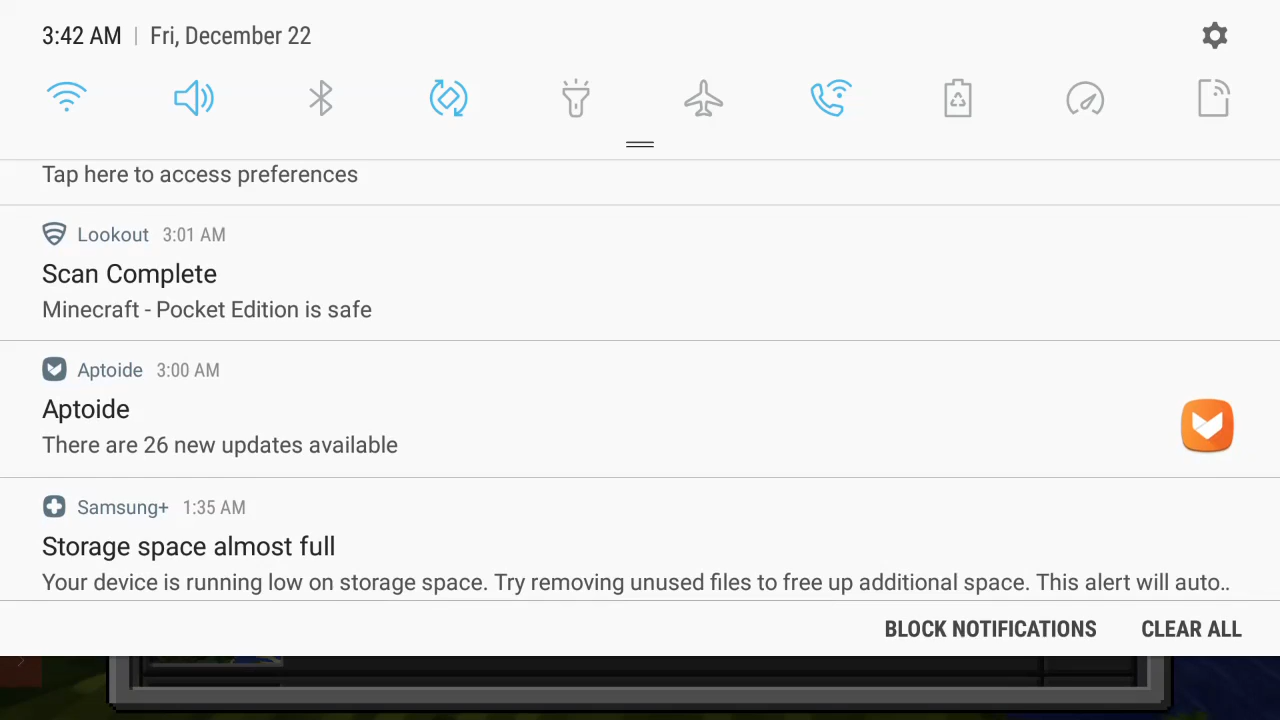 3:42 AM | Fri, December 22
Tap here to access preferences
Lookout 3:01 AM
Scan Complete
Minecraft - Pocket Edition is safe
Aptoide 3:00 AM
Aptoide
There are 26 new updates available
Samsung+ 1:35 AM
Storage space almost full
Your device is running low on storage space. Try removing unused files to free up additional space. This alert will auto..
BLOCK NOTIFICATIONS CLEAR ALL